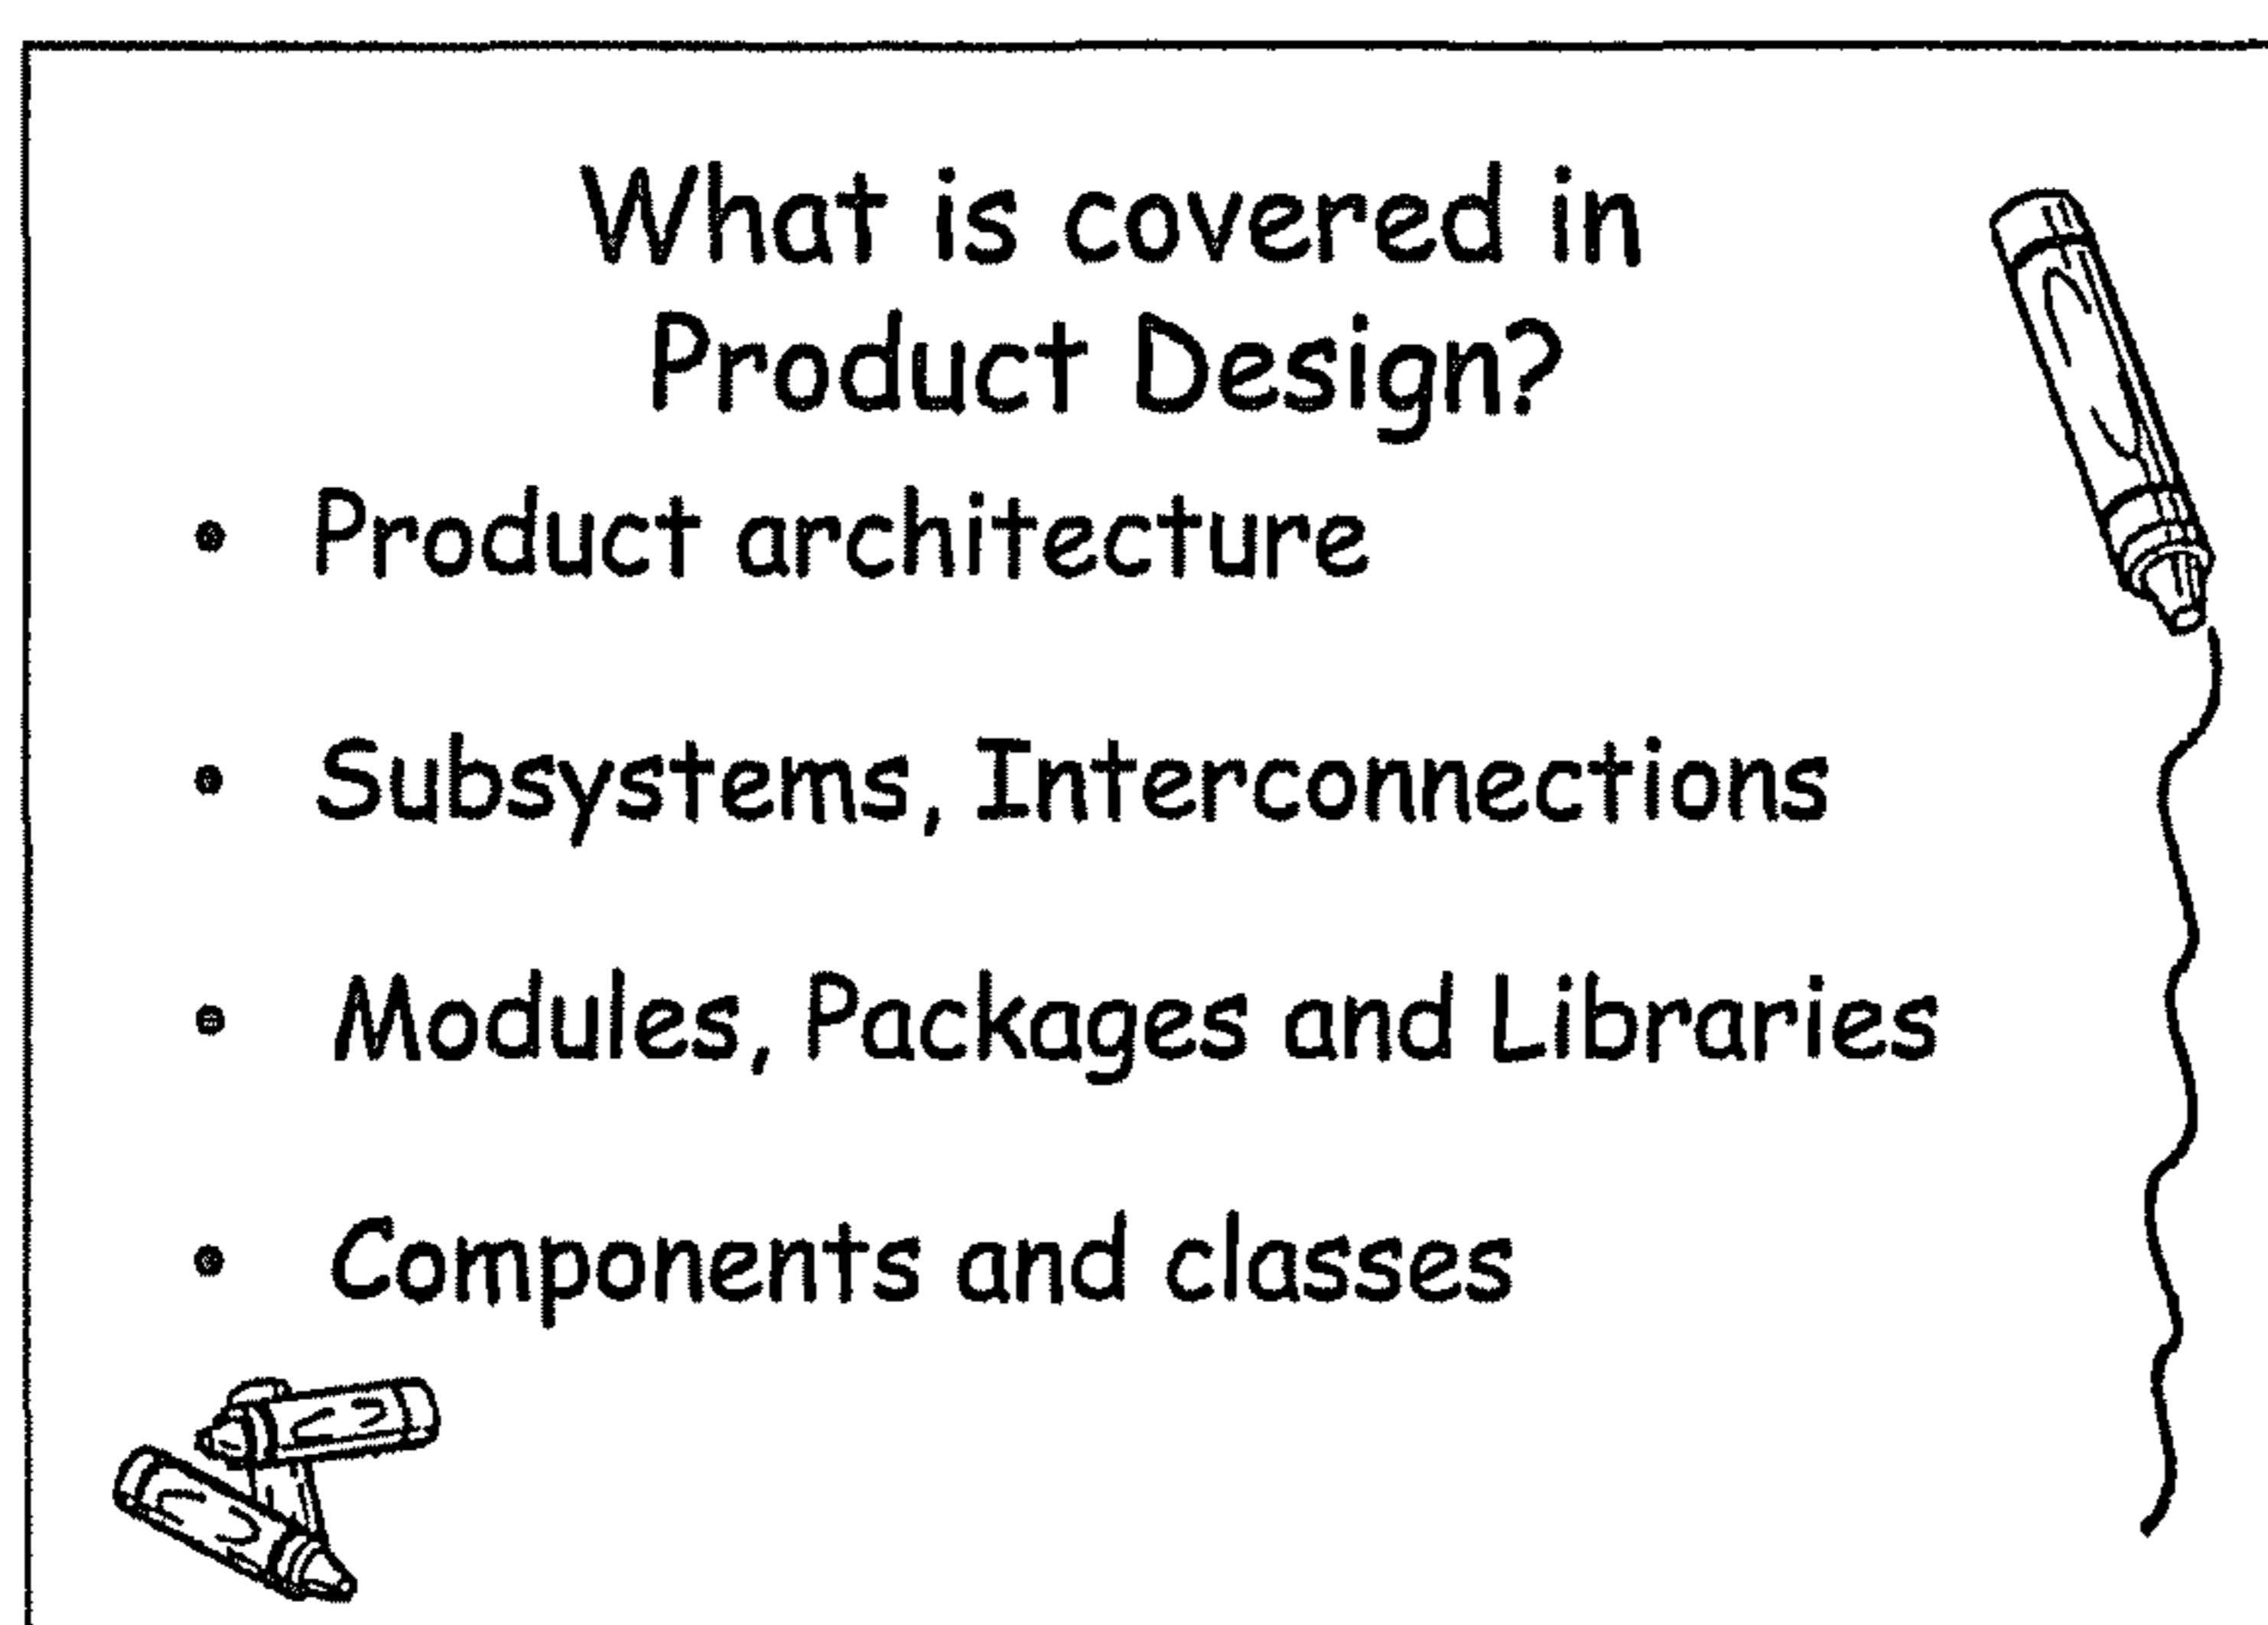 What is covered in
Product Design?
• Product architecture
• Subsystems, Interconnections
• Modules, Packages and Libraries
• Components and classes